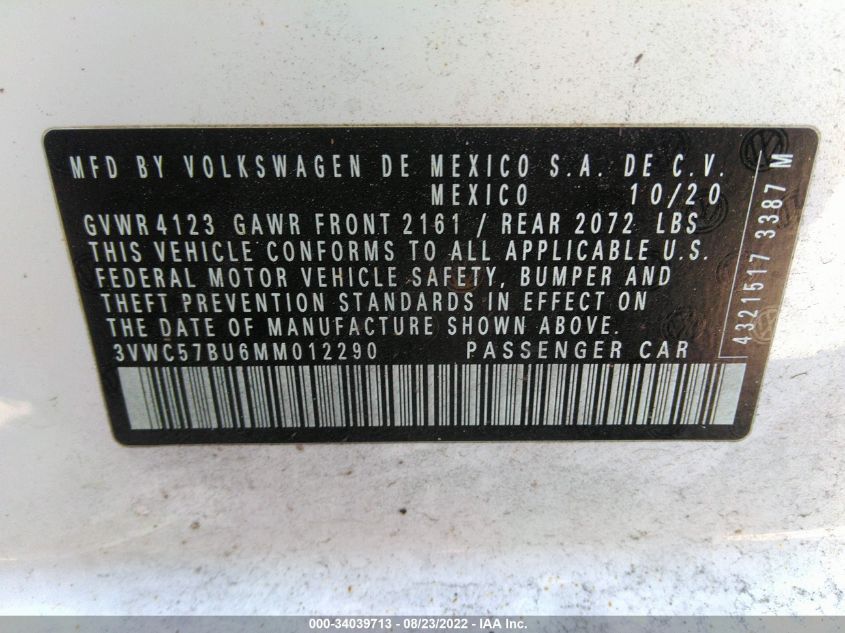 MFD BY VOLKSWAGEN DE MEXICO S.A. DE C.V.
MEXICO 10/20
GVWR 4123 GAWR FRONT 2161 / REAR 2072 LBS
THIS VEHICLE CONFORMS TO ALL APPLICABLE U.S.
FEDERAL MOTOR VEHICLE SAFETY, BUMPER AND
THEFT PREVENTION STANDARDS IN EFFECT ON
THE DATE OF MANUFACTURE SHOWN ABOVE.
3VWC57BU6MM012290 PASSENGER CAR
4321517 3387 M
000-34039713 - 08/23/2022 - IAA Inc.